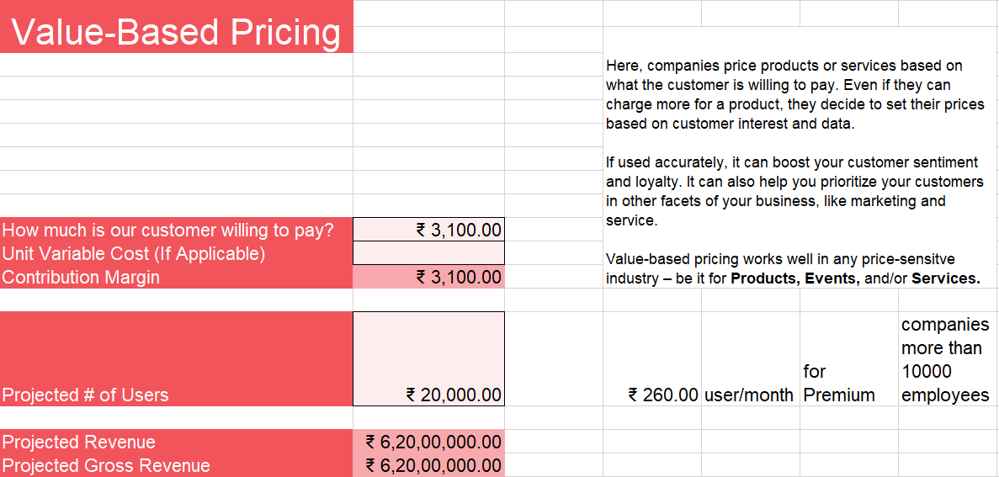 Value-Based Pricing
Here, companies price products or services based on
what the customer is willing to pay. Even if they can
charge more for a product, they decide to set their prices
based on customer interest and data.
If used accurately, it can boost your customer sentiment
and loyalty. It can also help you prioritize your customers
in other facets of your business, like marketing and
service.
Value-based pricing works well in any price-sensitve
industry – be it for Products, Events, and/or Services.
How much is our customer willing to pay? ₹ 3,100.00
Unit Variable Cost (If Applicable)
Contribution Margin ₹ 3,100.00
Projected # of Users ₹ 20,000.00
₹ 260.00 user/month
for
Premium
companies
more than
10000
employees
Projected Revenue ₹ 6,20,00,000.00
Projected Gross Revenue ₹ 6,20,00,000.00